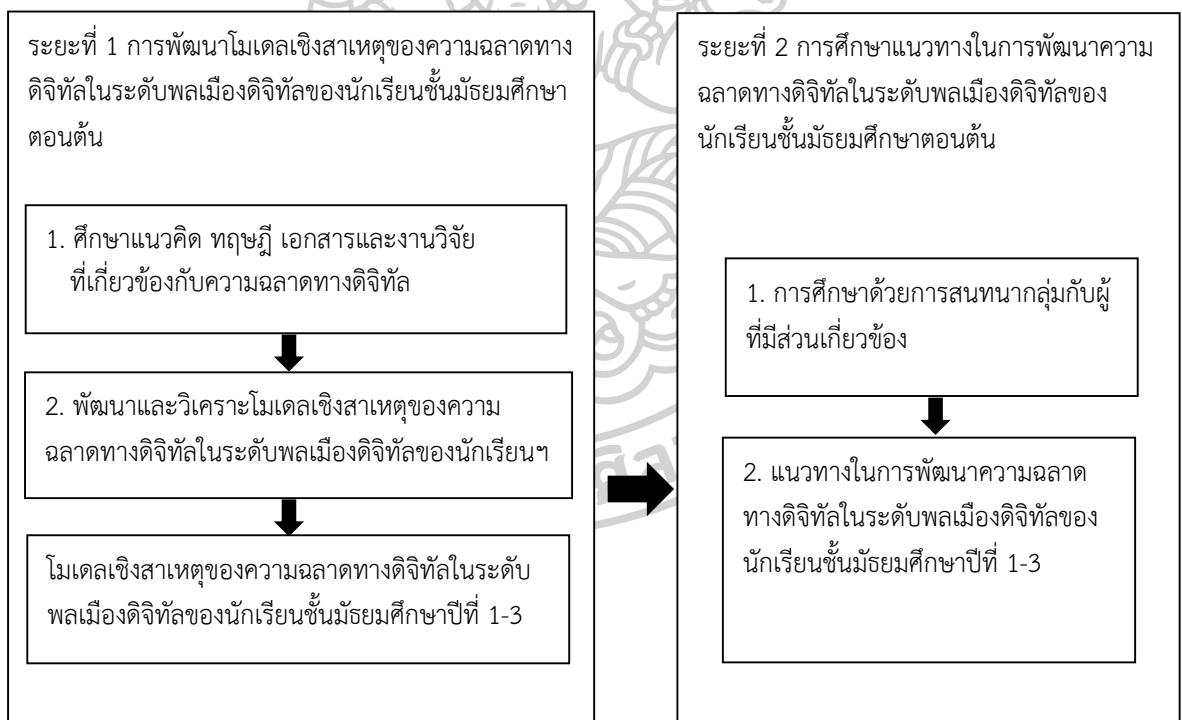 ระยะที่ 1 การพัฒนาโมเดลเชิงสาเหตุของความฉลาดทาง
ดิจิทัลในระดับพลเมืองดิจิทัลของนักเรียนชั้นมัธยมศึกษา
ตอนต้น
1. ศึกษาแนวคิด ทฤษฎี เอกสารและงานวิจัย
ที่เกี่ยวข้องกับความฉลาดทางดิจิทัล
2. พัฒนาและวิเคราะโมเดลเชิงสาเหตุของความ
ฉลาดทางดิจิทัลในระดับพลเมืองดิจิทัลของนักเรียนฯ
โมเดลเชิงสาเหตุของความฉลาดทางดิจิทัลในระดับ
พลเมืองดิจิทัลของนักเรียนชั้นมัธยมศึกษาปีที่ 1-3
ระยะที่ 2 การศึกษาแนวทางในการพัฒนาความ
ฉลาดทางดิจิทัลในระดับพลเมืองดิจิทัลของ
นักเรียนชั้นมัธยมศึกษาตอนต้น
1. การศึกษาด้วยการสนทนากลุ่มกับผู้
ที่มีส่วนเกี่ยวข้อง
2. แนวทางในการพัฒนาความฉลาด
ทางดิจิทัลในระดับพลเมืองดิจิทัลของ
นักเรียนชั้นมัธยมศึกษาปีที่ 1-3